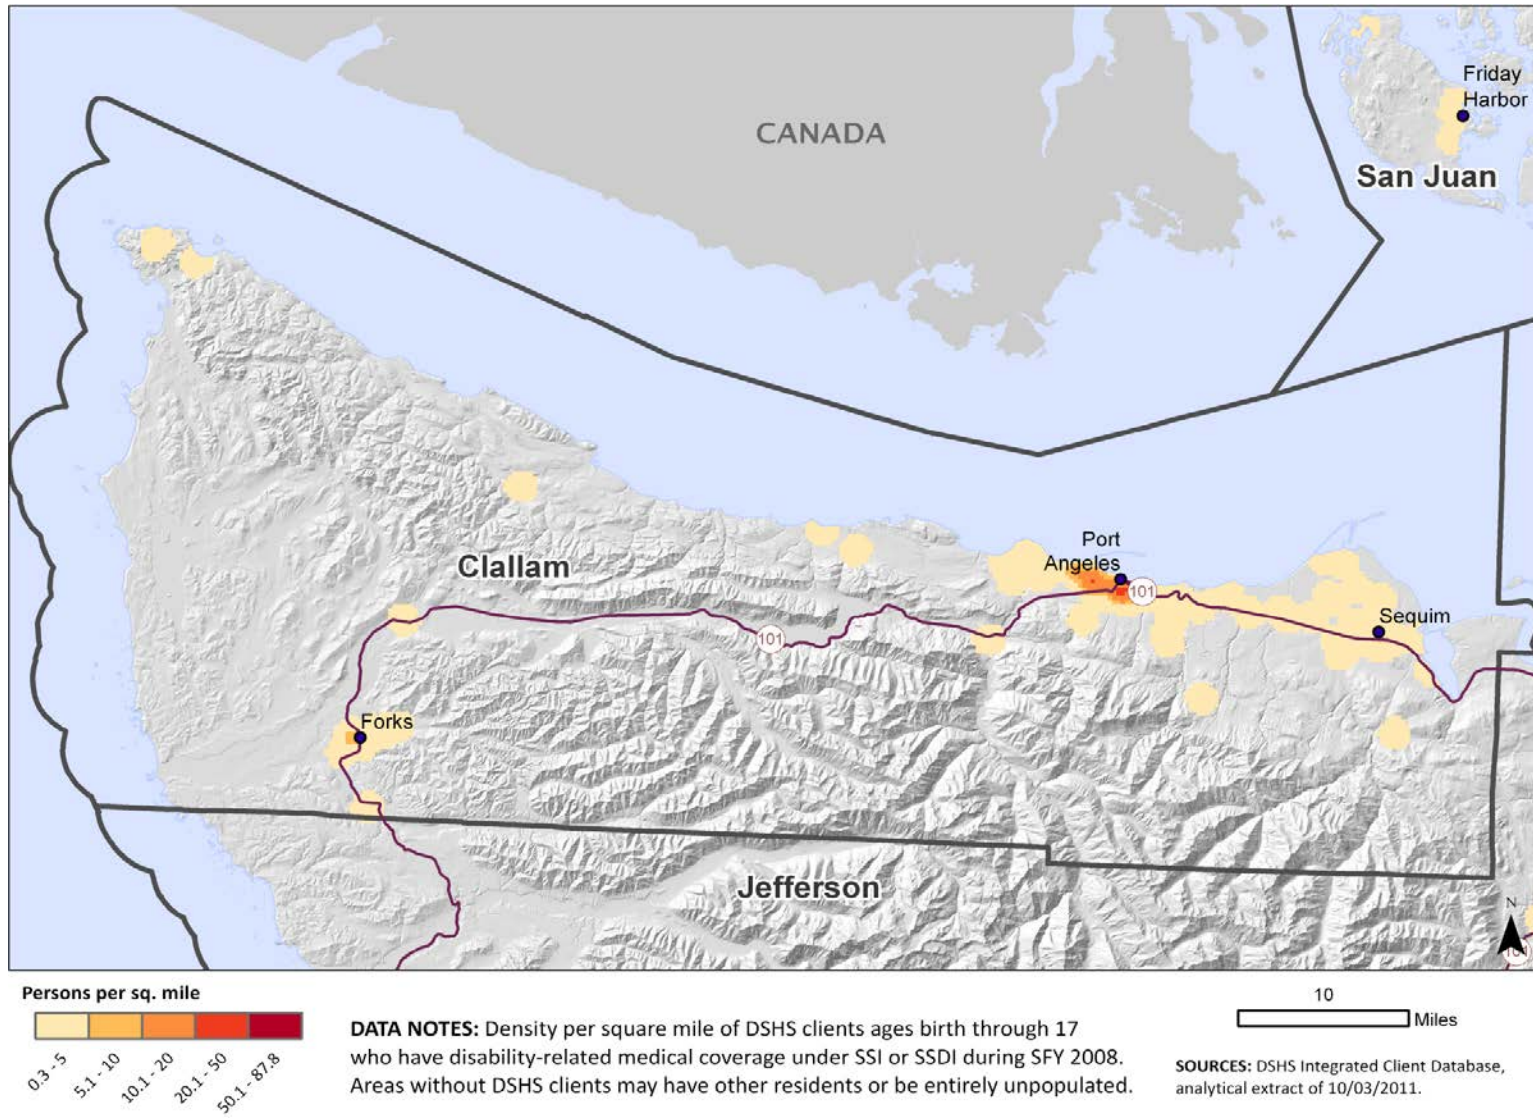 CANADA
Friday
Harbor
San Juan
Port
Angeles
Clallam
101
Sequim
101
Forks
Jefferson
N
101
Persons per sq. mile
0.3 - 5
5.1 - 10
10.1 - 20
20.1 - 50
50.1 - 87.8
DATA NOTES: Density per square mile of DSHS clients ages birth through 17
who have disability-related medical coverage under SSI or SSDI during SFY 2008.
Areas without DSHS clients may have other residents or be entirely unpopulated.
10
Miles
SOURCES: DSHS Integrated Client Database,
analytical extract of 10/03/2011.